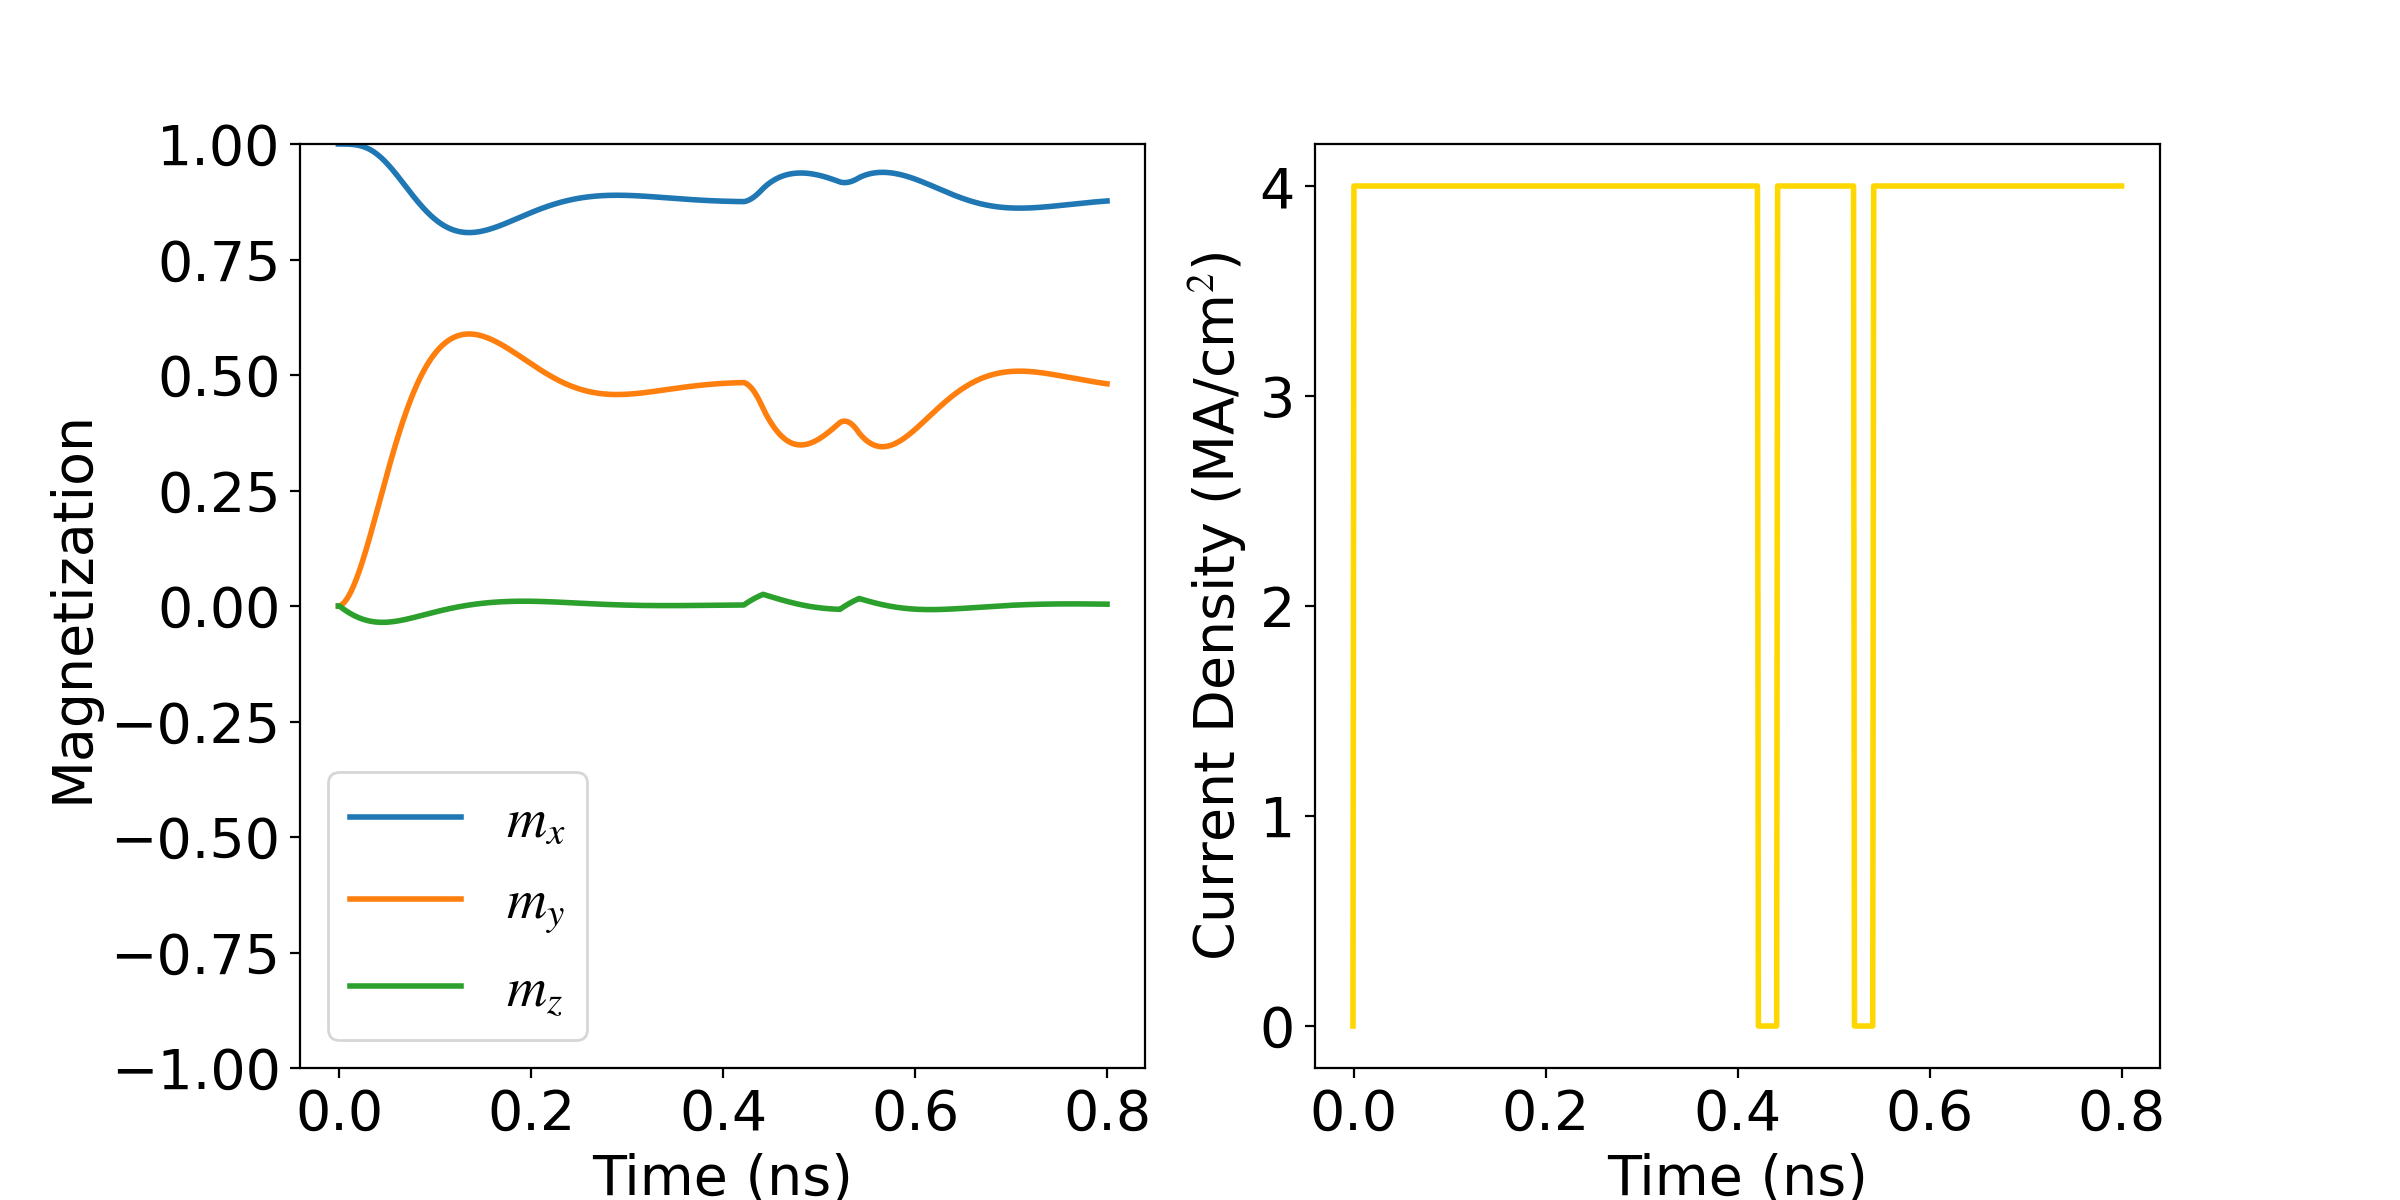 Magnetization
1.00
0.75
0.50
0.25
0.00
−0.25
−0.50
−0.75
−1.00
m_x
m_y
m_z
0.0 0.2 0.4 0.6 0.8
Time (ns)
Current Density (MA/cm²)
4
3
2
1
0
0.0 0.2 0.4 0.6 0.8
Time (ns)